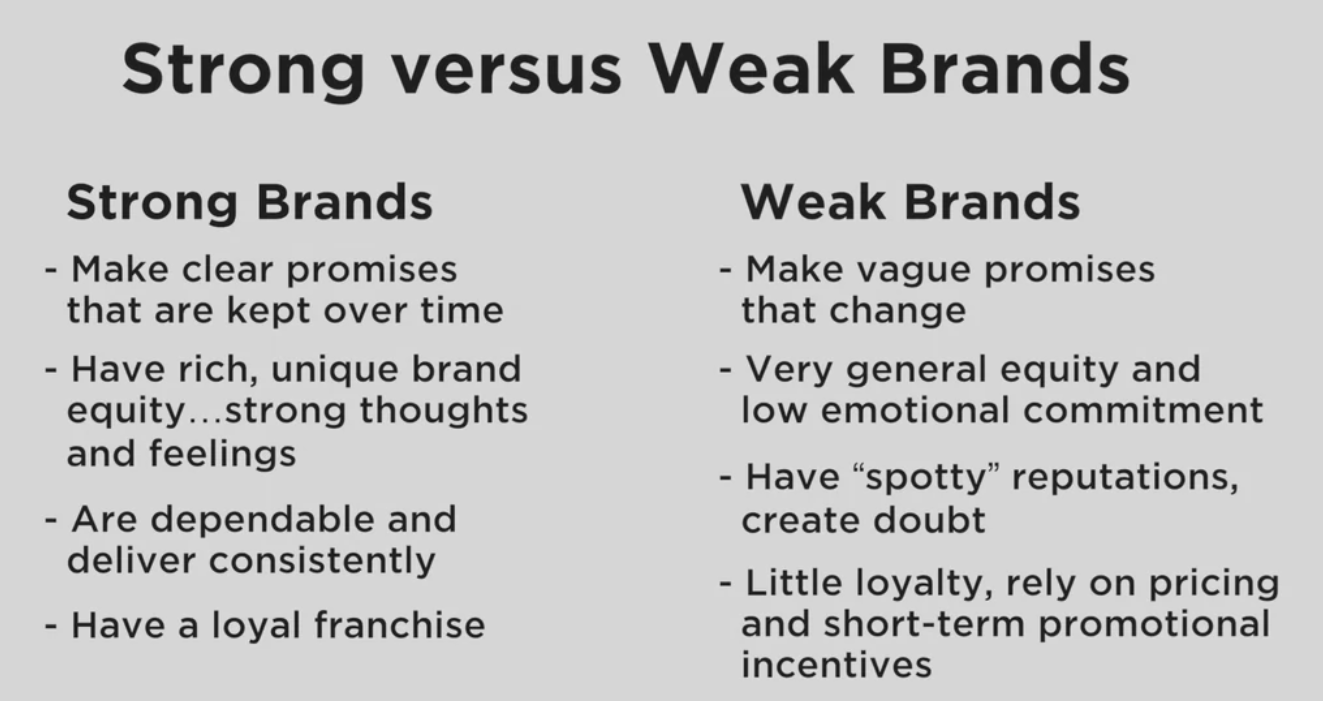 Strong versus Weak Brands
Strong Brands
- Make clear promises
that are kept over time
- Have rich, unique brand
equity...strong thoughts
and feelings
- Are dependable and
deliver consistently
- Have a loyal franchise
Weak Brands
- Make vague promises
that change
- Very general equity and
low emotional commitment
- Have “spotty” reputations,
create doubt
- Little loyalty, rely on pricing
and short-term promotional
incentives